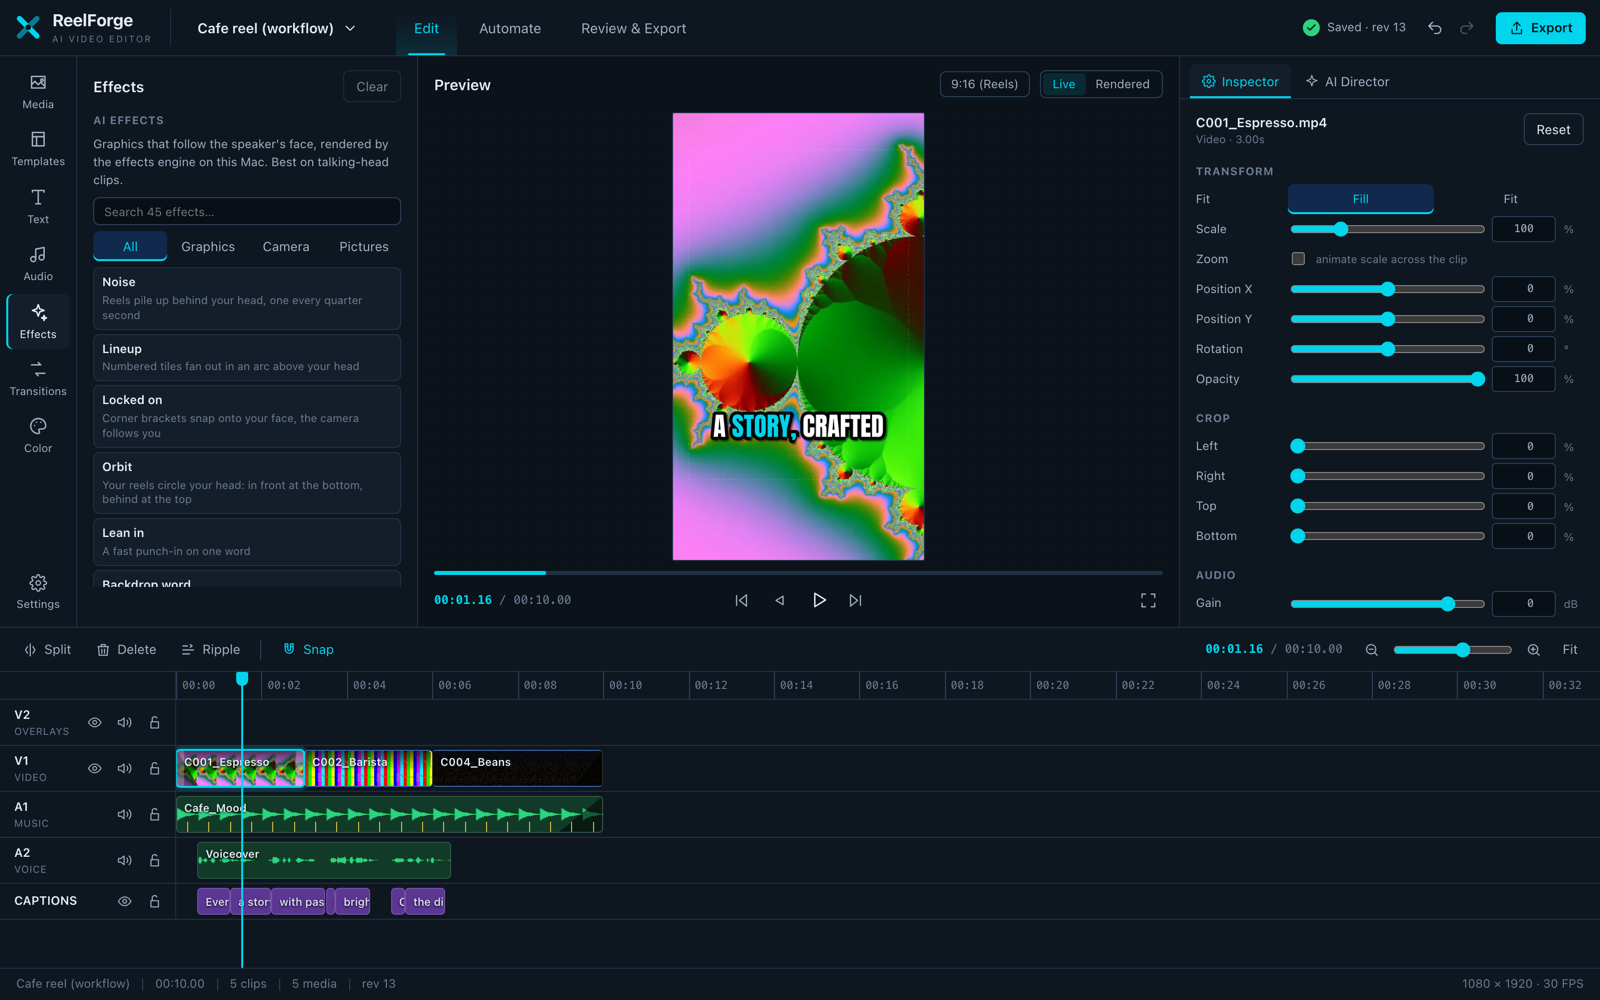 ReelForge
AI VIDEO EDITOR
Cafe reel (workflow)
Edit
Automate
Review & Export
Saved · rev 13
Export
Media
Templates
Text
Audio
Effects
Transitions
Color
Settings
Effects
Clear
AI EFFECTS
Graphics that follow the speaker's face, rendered by
the effects engine on this Mac. Best on talking-head
clips.
Search 45 effects...
All
Graphics
Camera
Pictures
Noise
Reels pile up behind your head, one every quarter
second
Lineup
Numbered tiles fan out in an arc above your head
Locked on
Corner brackets snap onto your face, the camera
follows you
Orbit
Your reels circle your head: in front at the bottom,
behind at the top
Lean in
A fast punch-in on one word
Backdrop word
Preview
9:16 (Reels)
Live
Rendered
A STORY, CRAFTED
00:01.16 / 00:10.00
Inspector
AI Director
C001_Espresso.mp4
Video · 3.00s
Reset
TRANSFORM
Fit
Fill
Fit
Scale
100 %
Zoom
animate scale across the clip
Position X
0 %
Position Y
0 %
Rotation
0 °
Opacity
100 %
CROP
Left
0 %
Right
0 %
Top
0 %
Bottom
0 %
AUDIO
Gain
0 dB
Split
Delete
Ripple
Snap
00:01.16 / 00:10.00
Fit
00:00
00:02
00:04
00:06
00:08
00:10
00:12
00:14
00:16
00:18
00:20
00:22
00:24
00:26
00:28
00:30
00:32
V2
OVERLAYS
V1
VIDEO
C001_Espresso
C002_Barista
C004_Beans
A1
MUSIC
Cafe_Mood
A2
VOICE
Voiceover
CAPTIONS
Ever
a stor
with pas
brigh
the di
Cafe reel (workflow)
00:10.00
5 clips
5 media
rev 13
1080 × 1920 · 30 FPS